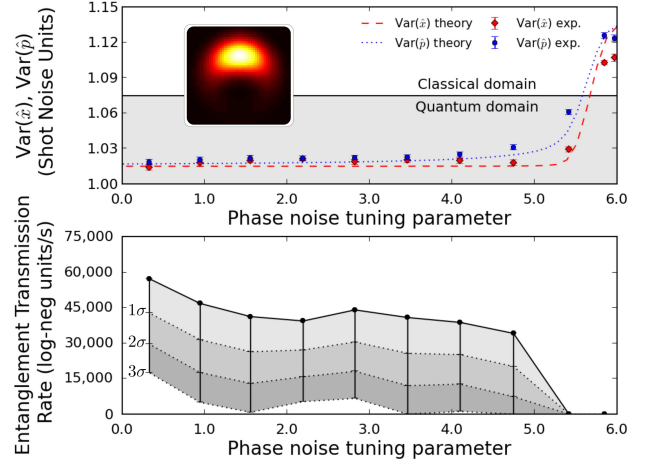 Var(x̂), Var(p̂)
(Shot Noise Units)
1.15
1.12
1.09
1.06
1.03
1.00
Var(x̂) theory
Var(x̂) exp.
Var(p̂) theory
Var(p̂) exp.
Classical domain
Quantum domain
0.0 1.0 2.0 3.0 4.0 5.0 6.0
Phase noise tuning parameter
Entanglement Transmission
Rate (log-neg units/s)
75,000
60,000
45,000
30,000
15,000
0
1σ
2σ
3σ
0.0 1.0 2.0 3.0 4.0 5.0 6.0
Phase noise tuning parameter